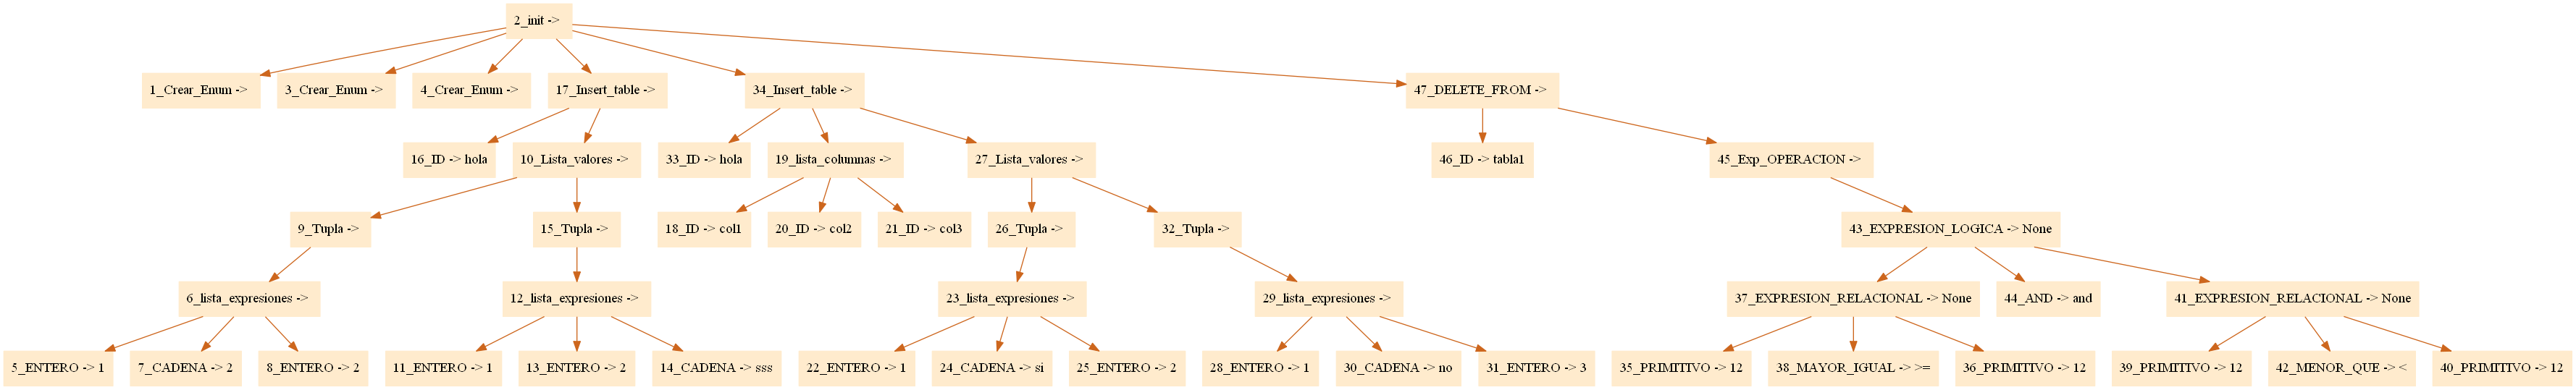 2_init ->
1_Crear_Enum ->
3_Crear_Enum ->
4_Crear_Enum ->
17_Insert_table ->
34_Insert_table ->
47_DELETE_FROM ->
16_ID -> hola
10_Lista_valores ->
33_ID -> hola
19_lista_columnas ->
27_Lista_valores ->
46_ID -> tabla1
45_Exp_OPERACION ->
9_Tupla ->
15_Tupla ->
18_ID -> col1
20_ID -> col2
21_ID -> col3
26_Tupla ->
32_Tupla ->
43_EXPRESION_LOGICA -> None
6_lista_expresiones ->
12_lista_expresiones ->
23_lista_expresiones ->
29_lista_expresiones ->
37_EXPRESION_RELACIONAL -> None
44_AND -> and
41_EXPRESION_RELACIONAL -> None
5_ENTERO -> 1
7_CADENA -> 2
8_ENTERO -> 2
11_ENTERO -> 1
13_ENTERO -> 2
14_CADENA -> sss
22_ENTERO -> 1
24_CADENA -> si
25_ENTERO -> 2
28_ENTERO -> 1
30_CADENA -> no
31_ENTERO -> 3
35_PRIMITIVO -> 12
38_MAYOR_IGUAL -> >=
36_PRIMITIVO -> 12
39_PRIMITIVO -> 12
42_MENOR_QUE -> <
40_PRIMITIVO -> 12